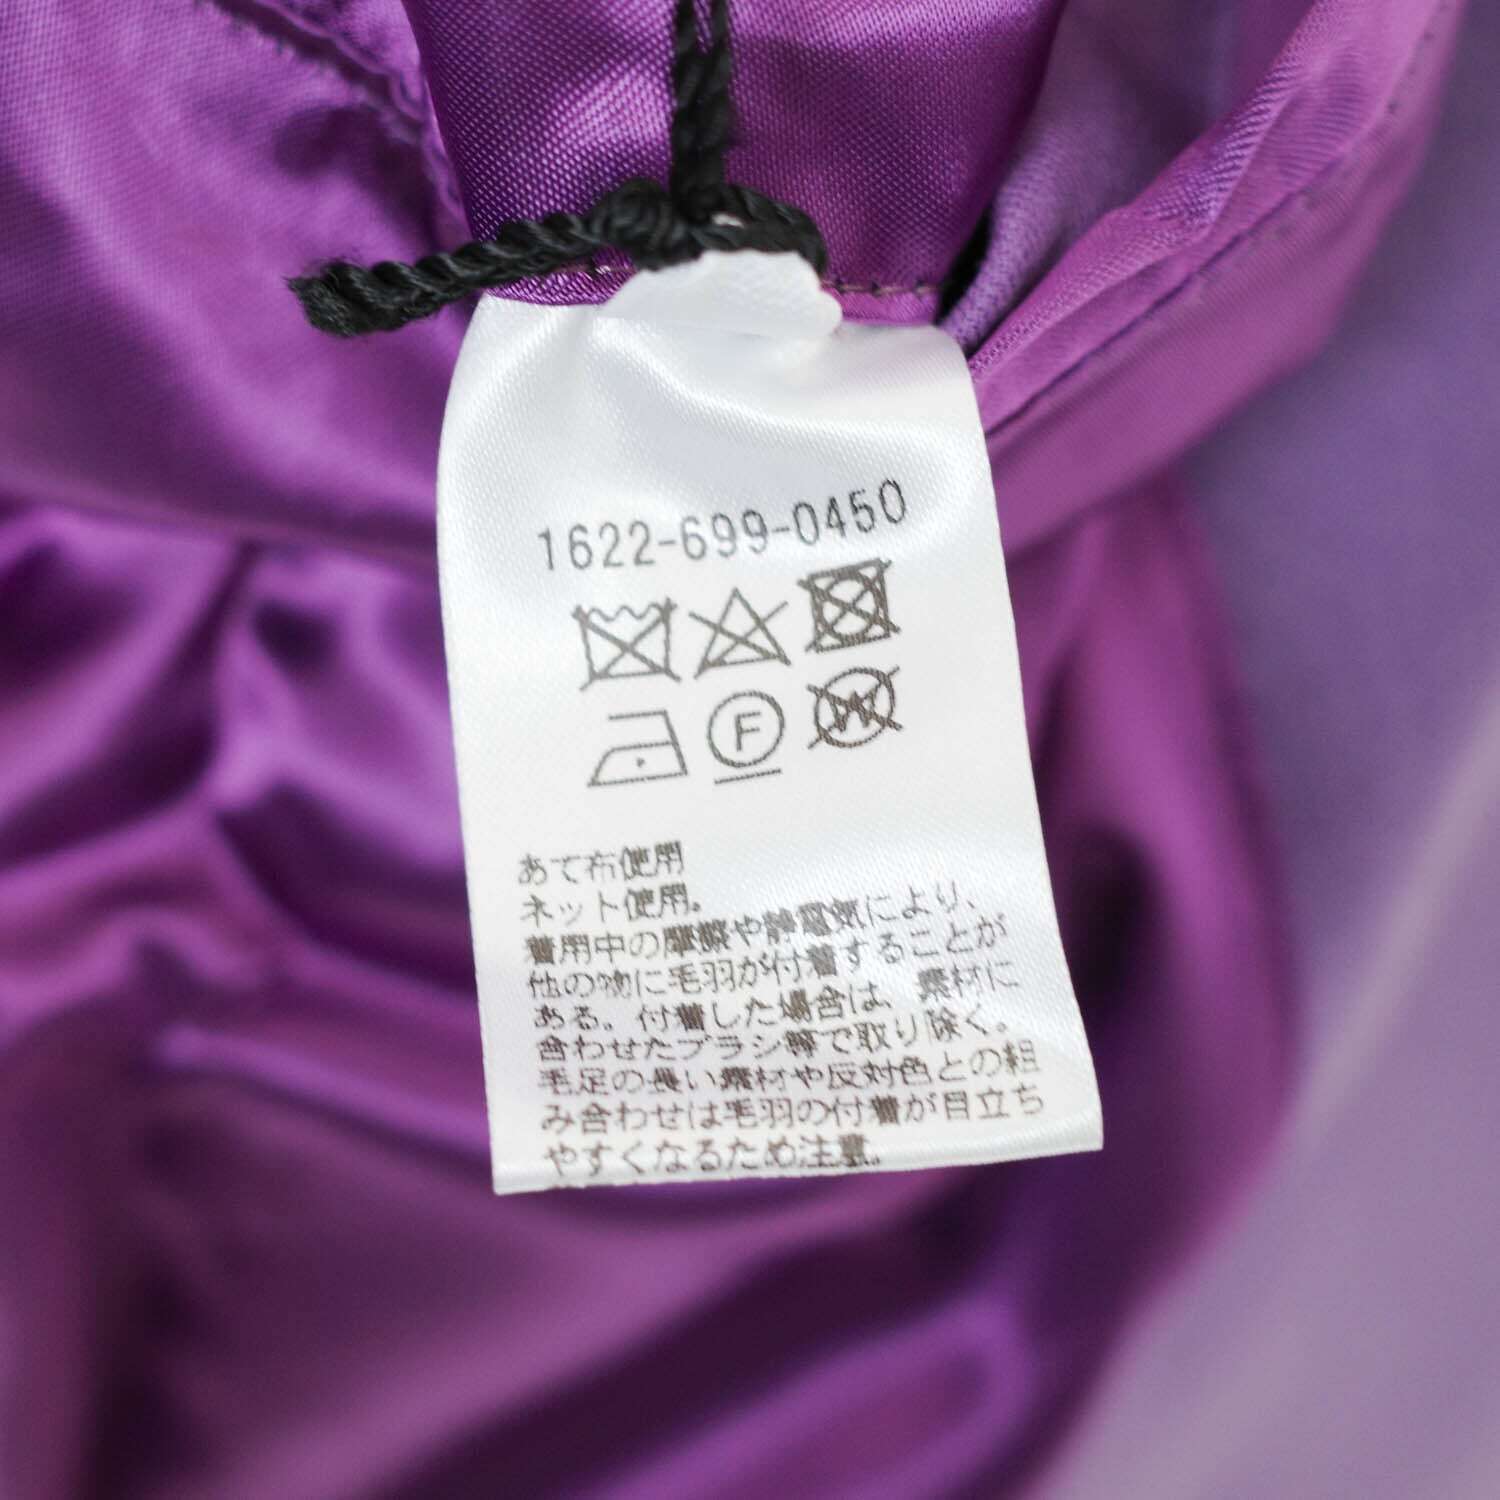 1622-699-0450
F
W
あて布使用
ネット使用。
着用中の摩擦や静電気により、
他の物に毛羽が付着することが
ある。付着した場合は、素材に
合わせたブラシ等で取り除く。
毛足の長い素材や反対色との組
み合わせは毛羽の付着が目立ち
やすくなるため注意。